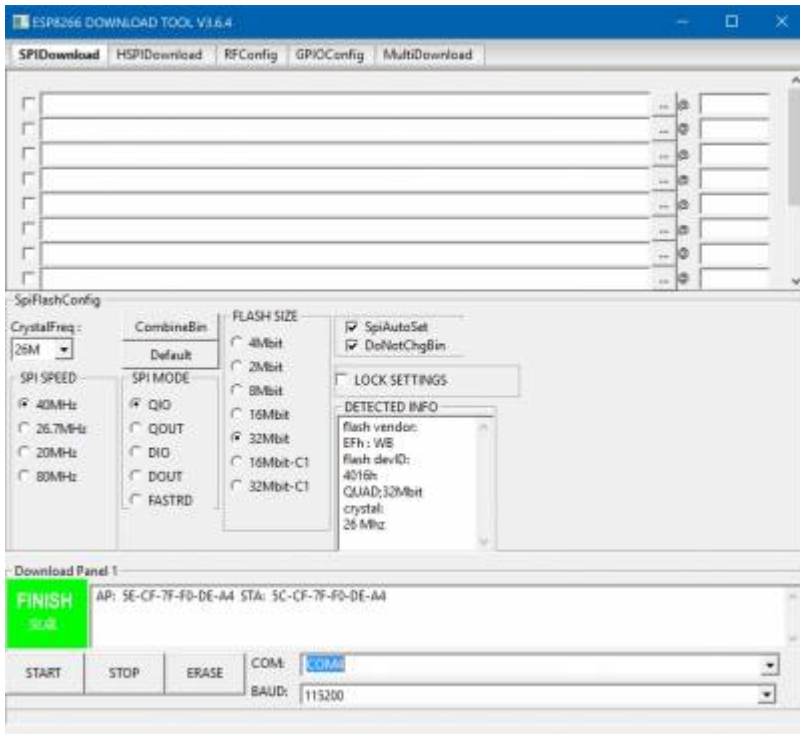 ESP8266 DOWNLOAD TOOL V3.6.4
SPIDownload HSPIDownload RFConfig GPIOConfig MultiDownload
... @
... @
... @
... @
... @
... @
... @
... @
SpiFlashConfig
CrystalFreq :
26M
CombineBin
Default
SPI SPEED
40MHz
26.7MHz
20MHz
80MHz
SPI MODE
QIO
QOUT
DIO
DOUT
FASTRD
FLASH SIZE
4Mbit
2Mbit
8Mbit
16Mbit
32Mbit
16Mbit-C1
32Mbit-C1
SpiAutoSet
DoNotChgBin
LOCK SETTINGS
DETECTED INFO
flash vendor:
EFh : WB
flash devID:
4016h
QUAD;32Mbit
crystal:
26 Mhz
Download Panel 1
FINISH
完成
AP: 5E-CF-7F-F0-DE-A4 STA: 5C-CF-7F-F0-DE-A4
START STOP ERASE
COM: COM4
BAUD: 115200